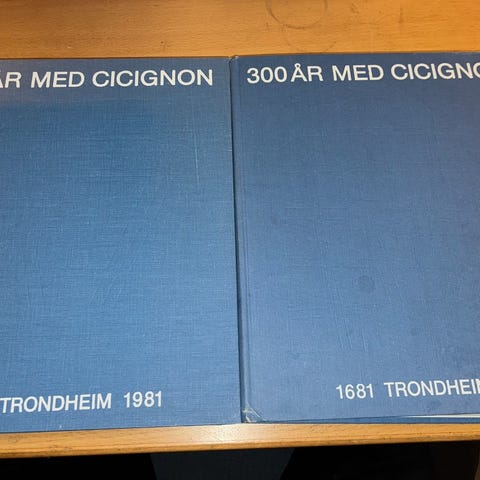 ÅR MED CICIGNON
TRONDHEIM 1981
300 ÅR MED CICIGNO
1681 TRONDHEIM